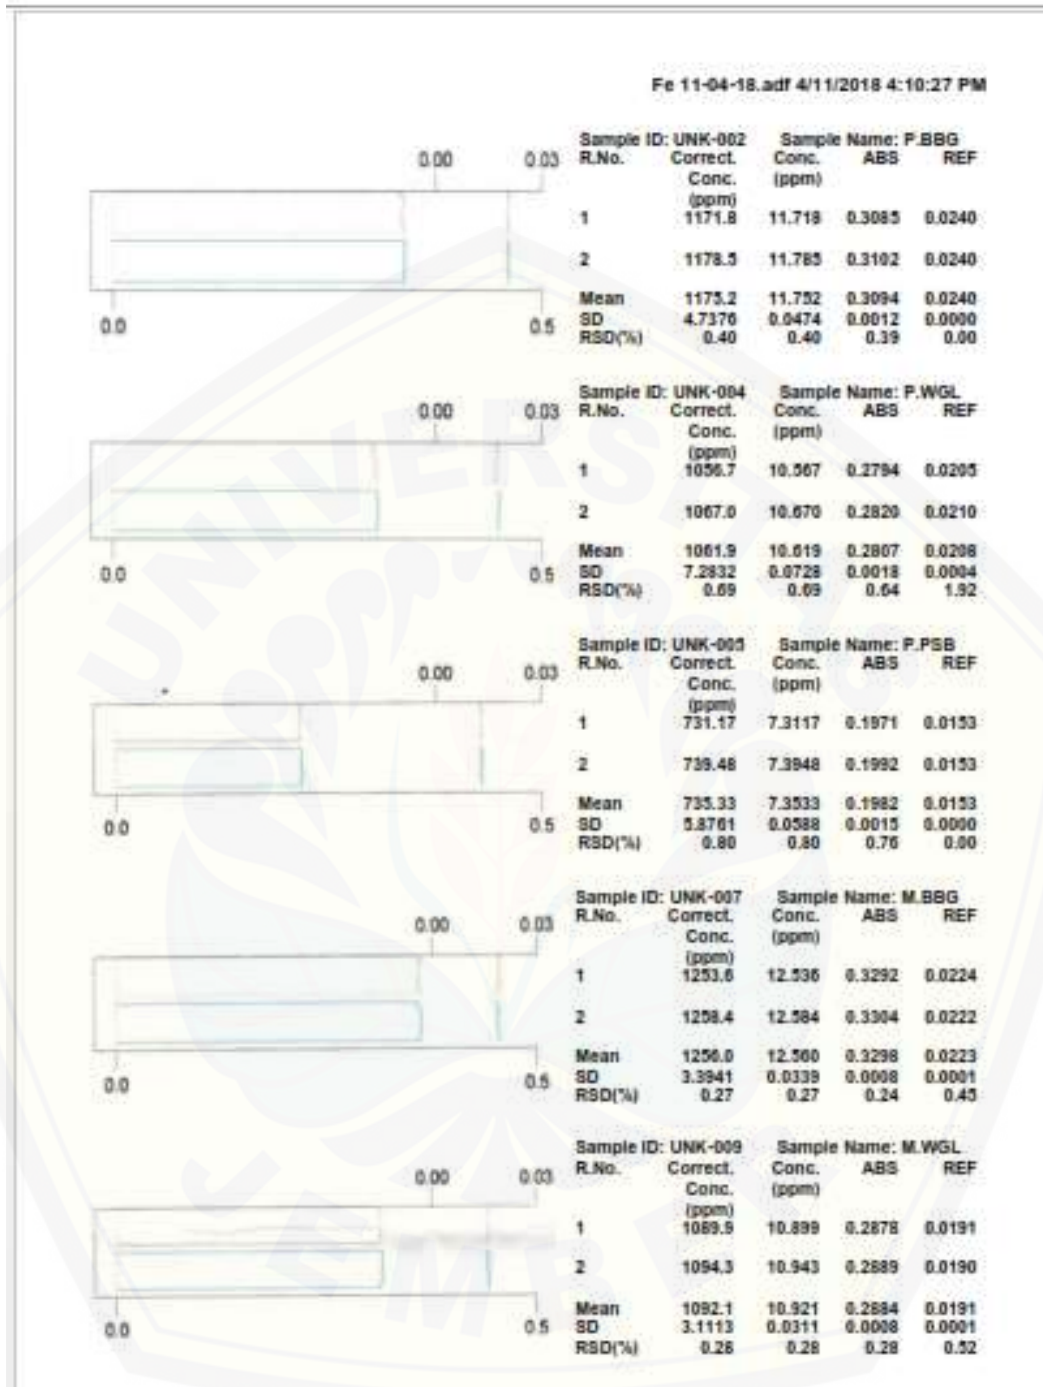 Fe 11-04-18.adf 4/11/2018 4:10:27 PM
Sample ID: UNK-002 Sample Name: P.BBG
0.00 0.03 R.No. Correct. Conc. ABS REF
Conc. (ppm)
(ppm)
1 1171.8 11.718 0.3085 0.0240
2 1178.5 11.785 0.3102 0.0240
Mean 1175.2 11.752 0.3094 0.0240
0.0 0.5 SD 4.7376 0.0474 0.0012 0.0000
RSD(%) 0.40 0.40 0.39 0.00
Sample ID: UNK-004 Sample Name: P.WGL
0.00 0.03 R.No. Correct. Conc. ABS REF
Conc. (ppm)
(ppm)
1 1056.7 10.567 0.2794 0.0205
2 1067.0 10.670 0.2820 0.0210
Mean 1061.9 10.619 0.2807 0.0208
0.0 0.5 SD 7.2832 0.0728 0.0018 0.0004
RSD(%) 0.69 0.69 0.64 1.92
Sample ID: UNK-005 Sample Name: P.PSB
0.00 0.03 R.No. Correct. Conc. ABS REF
Conc. (ppm)
(ppm)
1 731.17 7.3117 0.1971 0.0153
2 739.48 7.3948 0.1992 0.0153
Mean 735.33 7.3533 0.1982 0.0153
0.0 0.5 SD 5.8761 0.0588 0.0015 0.0000
RSD(%) 0.80 0.80 0.76 0.00
Sample ID: UNK-007 Sample Name: M.BBG
0.00 0.03 R.No. Correct. Conc. ABS REF
Conc. (ppm)
(ppm)
1 1253.6 12.536 0.3292 0.0224
2 1258.4 12.584 0.3304 0.0222
Mean 1256.0 12.560 0.3298 0.0223
0.0 0.5 SD 3.3941 0.0339 0.0008 0.0001
RSD(%) 0.27 0.27 0.24 0.45
Sample ID: UNK-009 Sample Name: M.WGL
0.00 0.03 R.No. Correct. Conc. ABS REF
Conc. (ppm)
(ppm)
1 1089.9 10.899 0.2878 0.0191
2 1094.3 10.943 0.2889 0.0190
Mean 1092.1 10.921 0.2884 0.0191
0.0 0.5 SD 3.1113 0.0311 0.0008 0.0001
RSD(%) 0.28 0.28 0.28 0.52
UNIVERSITAS
JEMBER